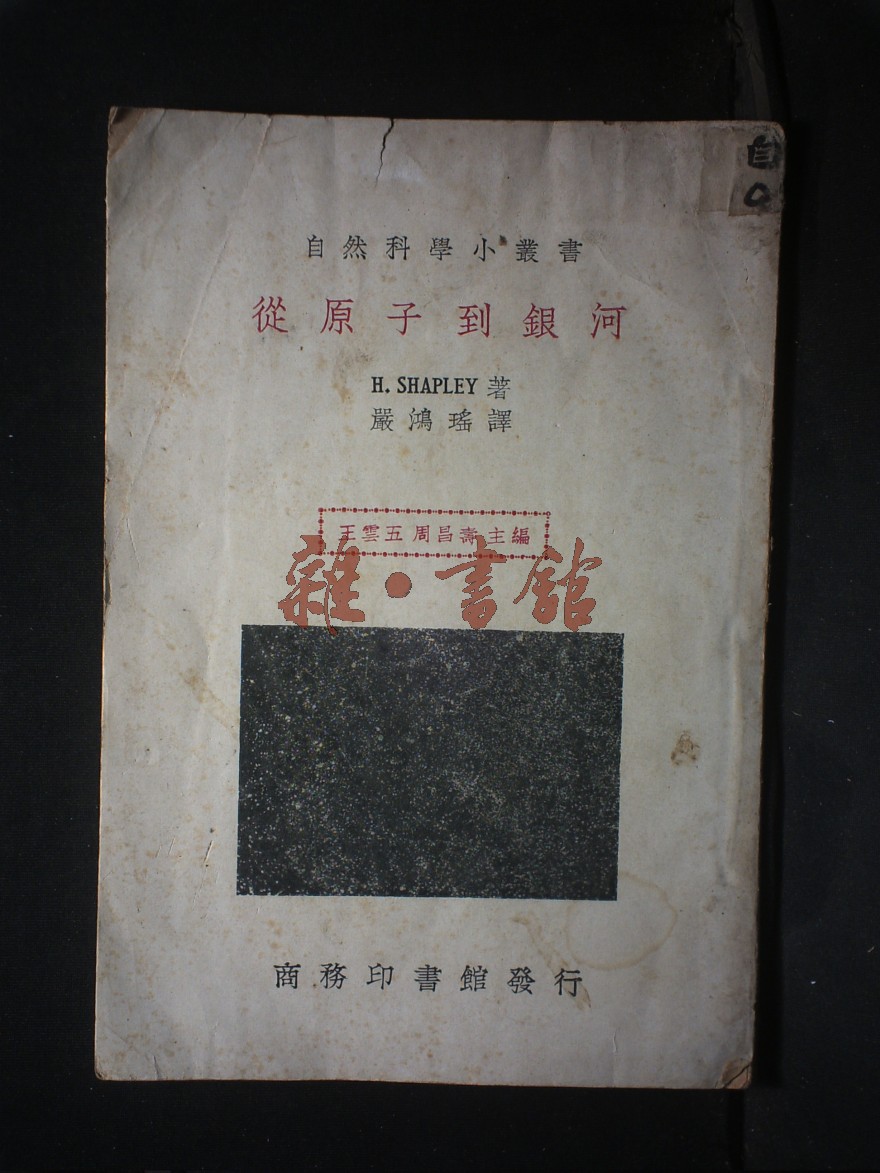 自
自然科學小叢書
從原子到銀河
H. SHAPLEY 著
嚴鴻瑤譯
王雲五周昌壽主編
雜·書館
商務印書館發行